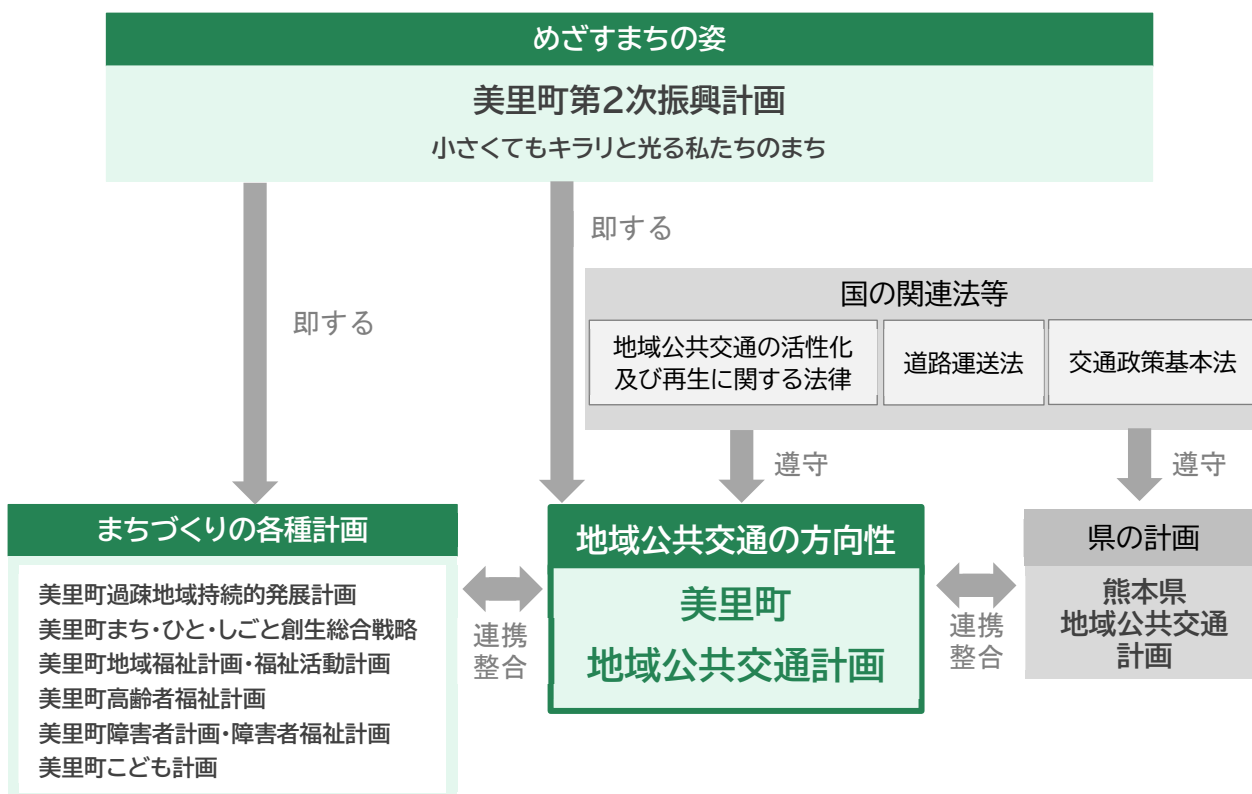 めざすまちの姿
美里町第2次振興計画
小さくてもキラリと光る私たちのまち
即する
即する
国の関連法等
地域公共交通の活性化
及び再生に関する法律
道路運送法
交通政策基本法
遵守
遵守
まちづくりの各種計画
美里町過疎地域持続的発展計画
美里町まち・ひと・しごと創生総合戦略
美里町地域福祉計画・福祉活動計画
美里町高齢者福祉計画
美里町障害者計画・障害者福祉計画
美里町こども計画
連携
整合
地域公共交通の方向性
美里町
地域公共交通計画
連携
整合
県の計画
熊本県
地域公共交通
計画